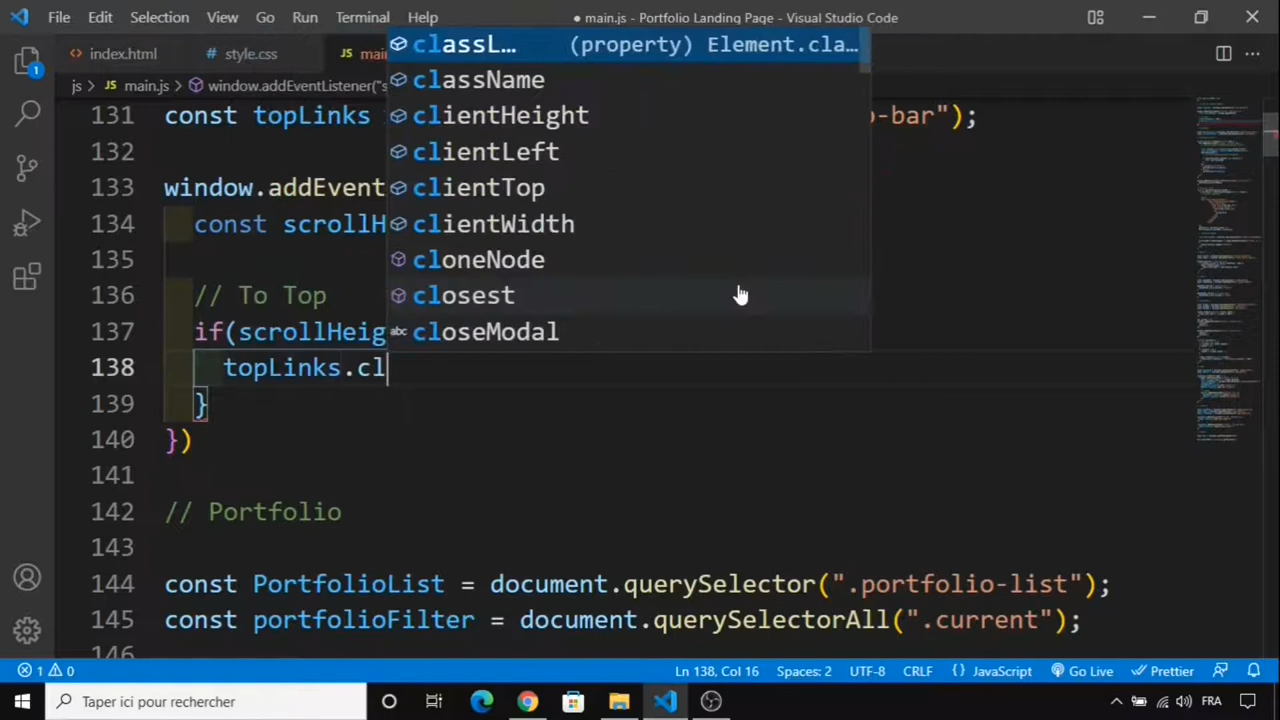 File Edit Selection View Go Run Terminal Help ● main.js - Portfolio Landing Page - Visual Studio Code
index.html # style.css JS main
js > JS main.js > window.addEventListener("s
classL... (property) Element.cla...
className
clientHeight
clientLeft
clientTop
clientWidth
cloneNode
closest
abc closeModal
131 const topLinks -bar");
132
133 window.addEvent
134 const scrollH
135
136 // To Top
137 if(scrollHeig
138 topLinks.cl
139 }
140 })
141
142 // Portfolio
143
144 const PortfolioList = document.querySelector(".portfolio-list");
145 const portfolioFilter = document.querySelectorAll(".current");
146
1
1 0 Ln 138, Col 16 Spaces: 2 UTF-8 CRLF {} JavaScript Go Live Prettier
Taper ici pour rechercher FRA